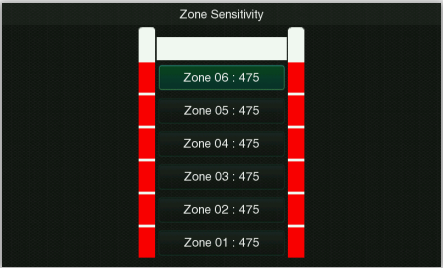 Zone Sensitivity
Zone 06 : 475
Zone 05 : 475
Zone 04 : 475
Zone 03 : 475
Zone 02 : 475
Zone 01 : 475